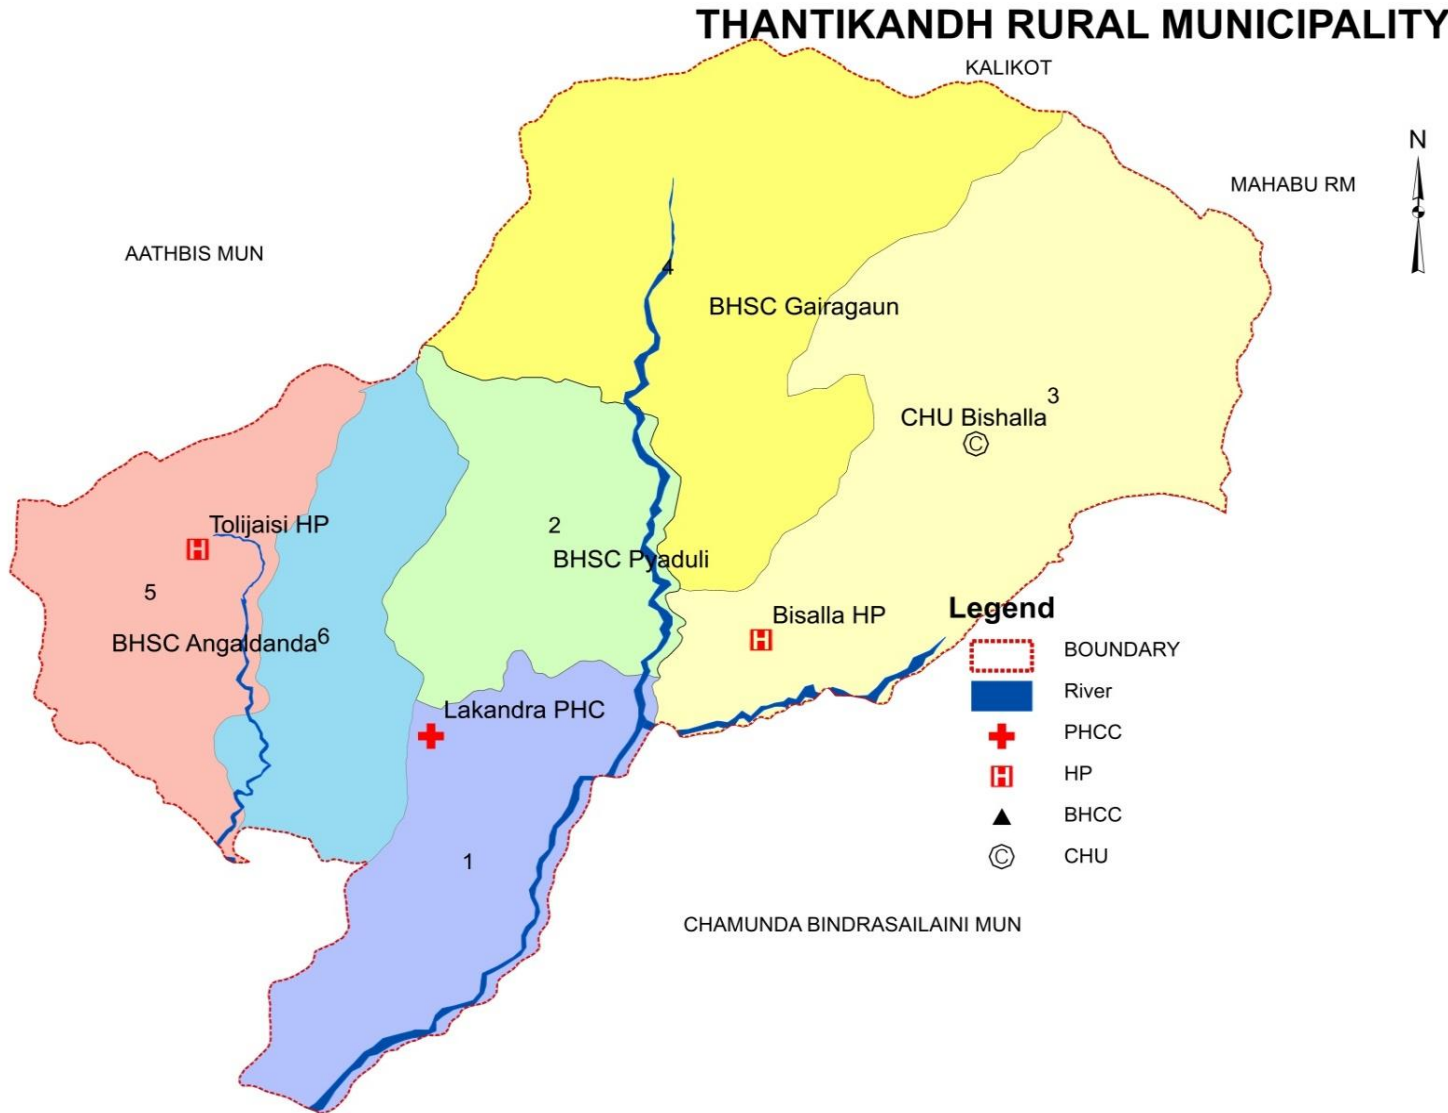 THANTIKANDH RURAL MUNICIPALITY
KALIKOT
N
MAHABU RM
AATHBIS MUN
4
BHSC Gairagaun
3
CHU Bishalla
C
2
Tolijaisi HP
H
BHSC Pyaduli
5
BHSC Angaldanda
6
Bisalla HP
H
Lakandra PHC
1
Legend
BOUNDARY
River
PHCC
H
HP
BHCC
C
CHU
CHAMUNDA BINDRASAILAINI MUN